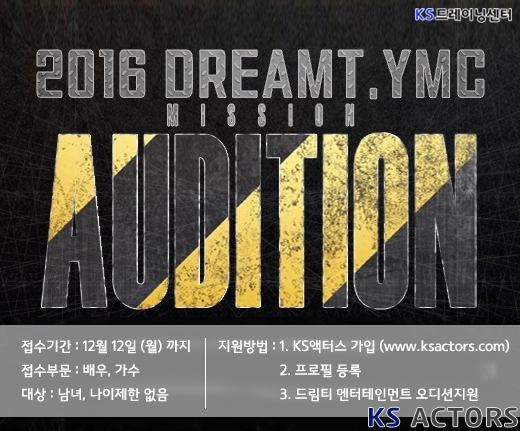 KS트레이닝센터
2016 DREAMT.YMC
MISSION
AUDITION
접수기간 : 12월 12일 (월) 까지
접수부문 : 배우, 가수
대상 : 남녀, 나이제한 없음
지원방법 : 1. KS액터스 가입 (www.ksactors.com)
2. 프로필 등록
3. 드림티 엔터테인먼트 오디션지원
KS ACTORS